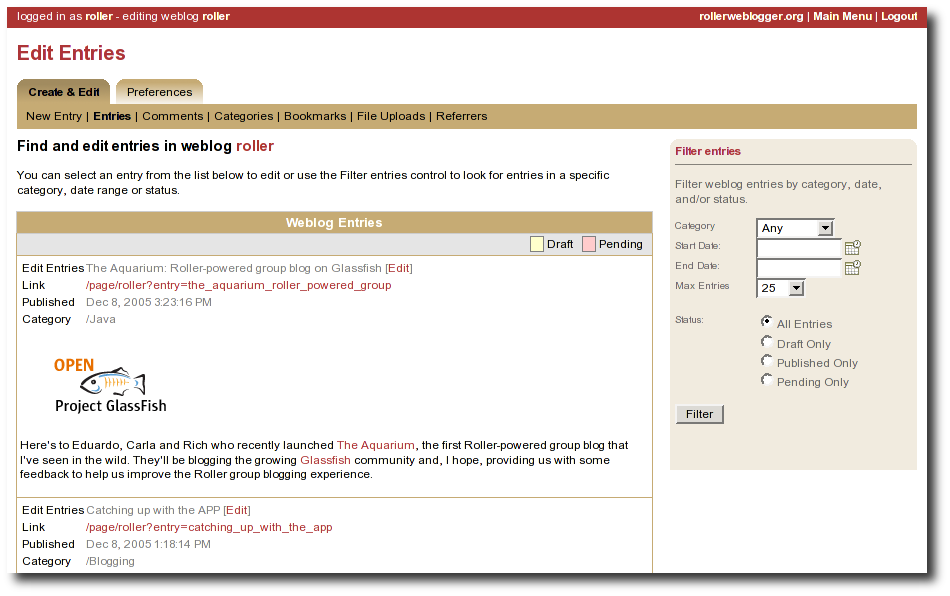 logged in as roller - editing weblog roller
rollerweblogger.org | Main Menu | Logout
Edit Entries
Create & Edit
Preferences
New Entry | Entries | Comments | Categories | Bookmarks | File Uploads | Referrers
Find and edit entries in weblog roller
You can select an entry from the list below to edit or use the Filter entries control to look for entries in a specific
category, date range or status.
Weblog Entries
Draft
Pending
Edit Entries The Aquarium: Roller-powered group blog on Glassfish [Edit]
Link /page/roller?entry=the_aquarium_roller_powered_group
Published Dec 8, 2005 3:23:16 PM
Category /Java
OPEN
Project GlassFish
Here's to Eduardo, Carla and Rich who recently launched The Aquarium, the first Roller-powered group blog that
I've seen in the wild. They'll be blogging the growing Glassfish community and, I hope, providing us with some
feedback to help us improve the Roller group blogging experience.
Edit Entries Catching up with the APP [Edit]
Link /page/roller?entry=catching_up_with_the_app
Published Dec 8, 2005 1:18:14 PM
Category /Blogging
Filter entries
Filter weblog entries by category, date,
and/or status.
Category Any
Start Date:
End Date:
Max Entries 25
Status: All Entries
Draft Only
Published Only
Pending Only
Filter